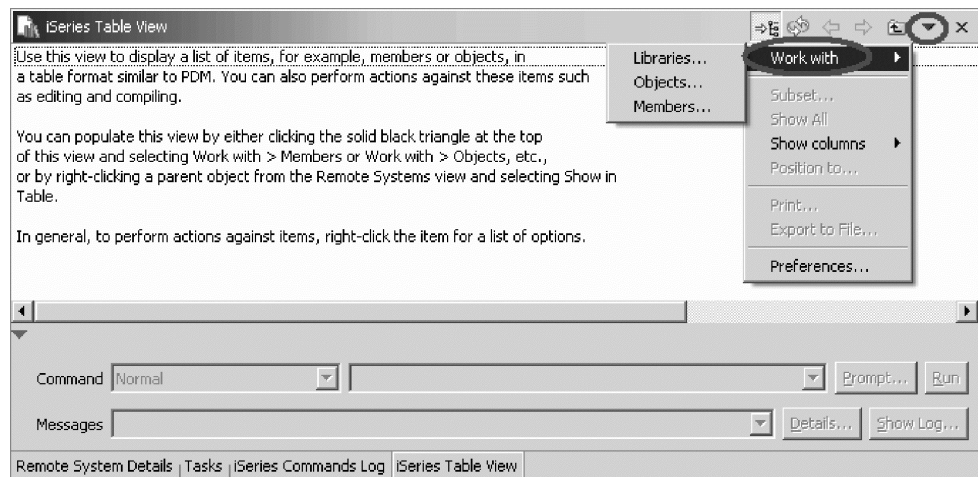 iSeries Table View
Use this view to display a list of items, for example, members or objects, in
a table format similar to PDM. You can also perform actions against these items such
as editing and compiling.
You can populate this view by either clicking the solid black triangle at the top
of this view and selecting Work with > Members or Work with > Objects, etc.,
or by right-clicking a parent object from the Remote Systems view and selecting Show in
Table.
In general, to perform actions against items, right-click the item for a list of options.
Libraries...
Objects...
Members...
Work with
Subset...
Show All
Show columns
Position to...
Print...
Export to File...
Preferences...
Command Normal Prompt... Run
Messages Details... Show Log...
Remote System Details Tasks iSeries Commands Log iSeries Table View